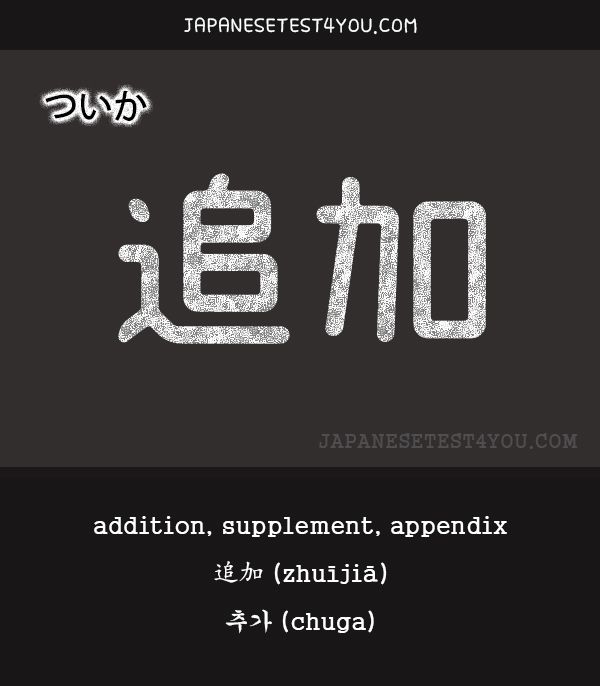 JAPANESETEST4YOU.COM
ついか
追加
JAPANESETEST4YOU.COM
addition, supplement, appendix
追加 (zhuījiā)
추가 (chuga)